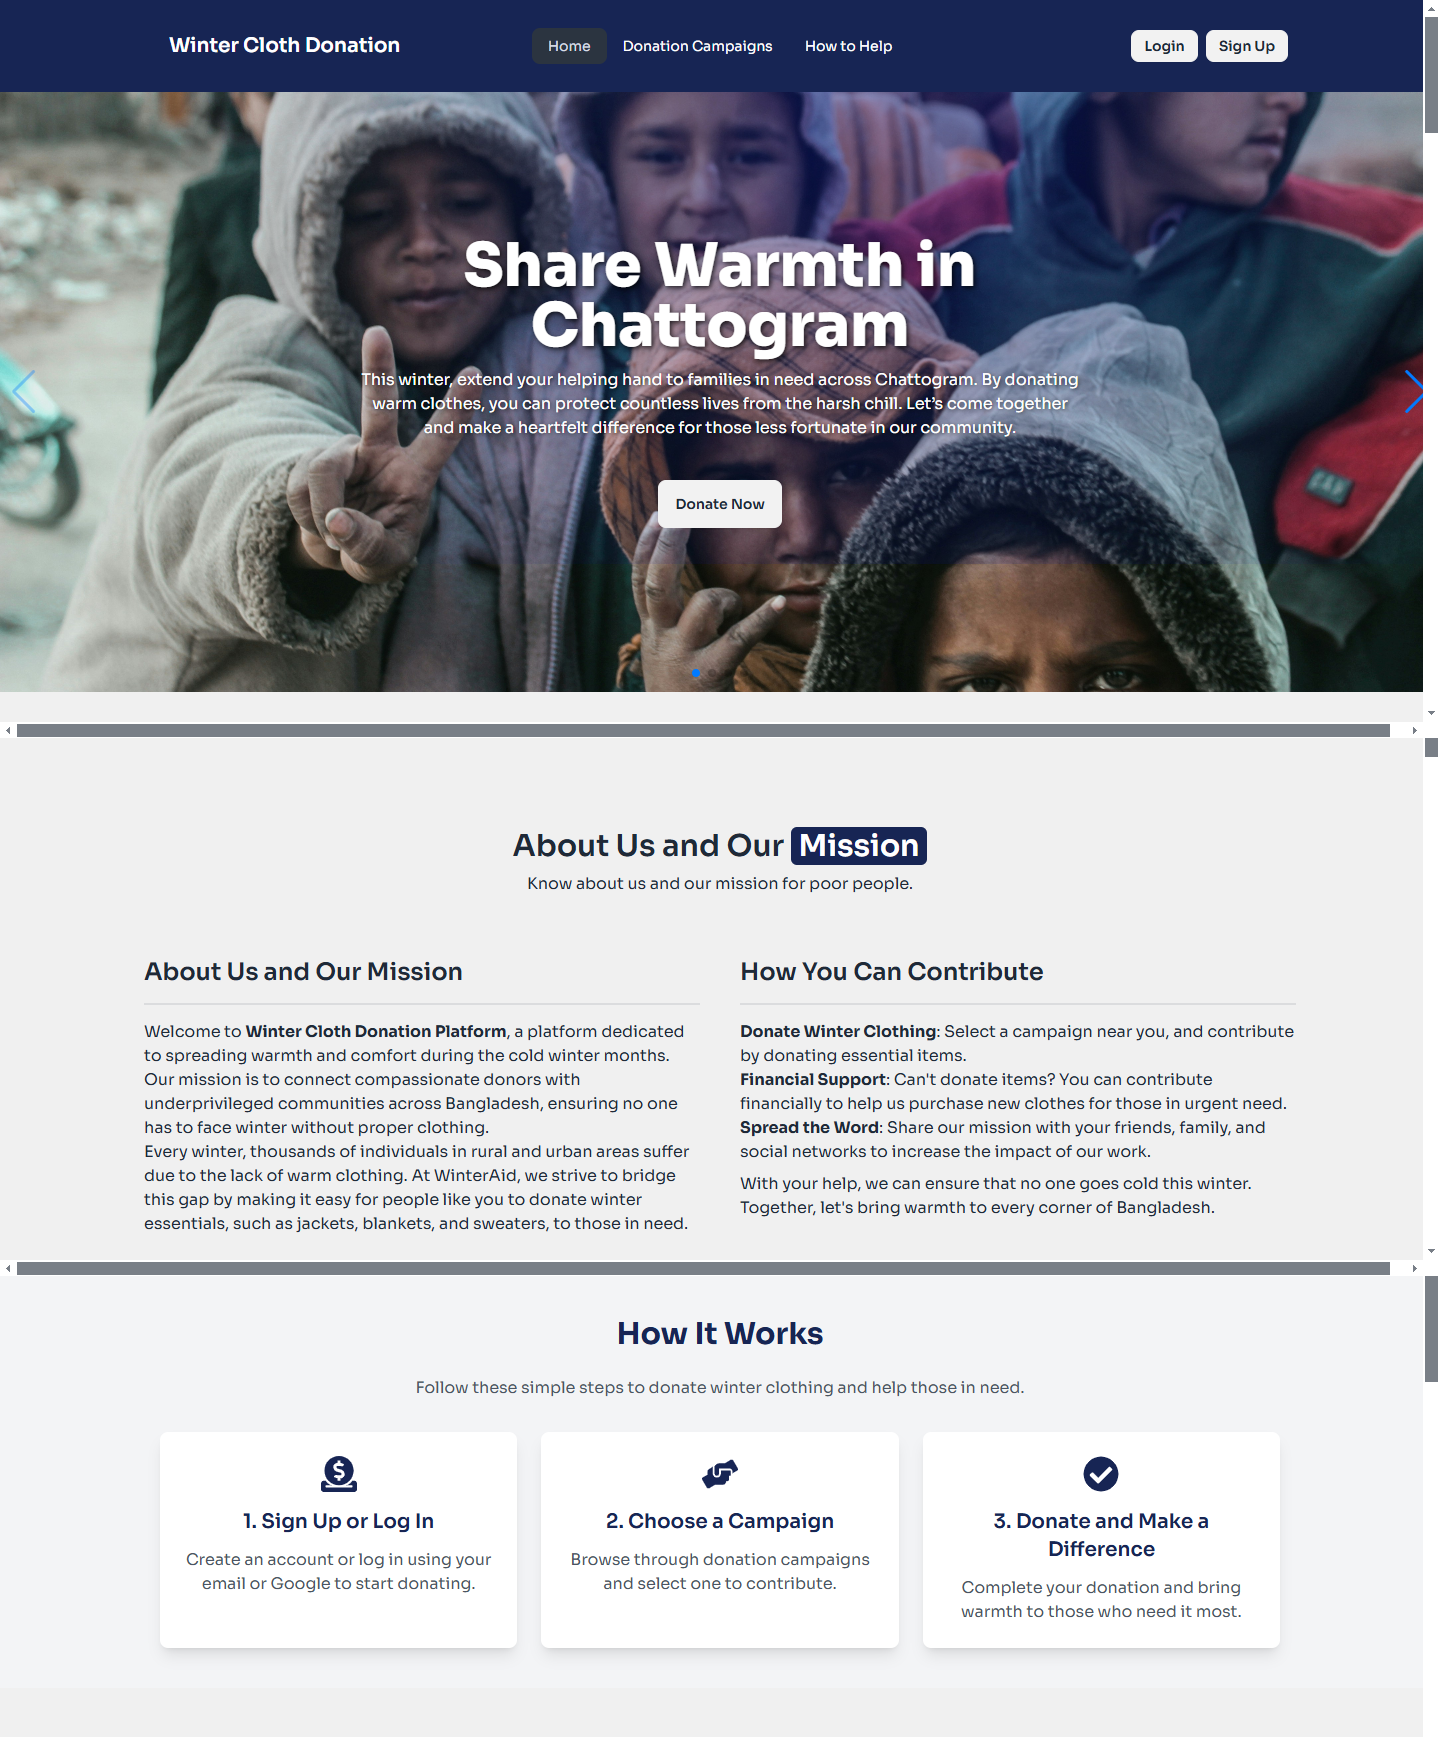 Winter Cloth Donation
Home
Donation Campaigns
How to Help
Login
Sign Up
Share Warmth in
Chattogram
This winter, extend your helping hand to families in need across Chattogram. By donating
warm clothes, you can protect countless lives from the harsh chill. Let’s come together
and make a heartfelt difference for those less fortunate in our community.
Donate Now
GAP
About Us and Our Mission
Know about us and our mission for poor people.
About Us and Our Mission
Welcome to Winter Cloth Donation Platform, a platform dedicated
to spreading warmth and comfort during the cold winter months.
Our mission is to connect compassionate donors with
underprivileged communities across Bangladesh, ensuring no one
has to face winter without proper clothing.
Every winter, thousands of individuals in rural and urban areas suffer
due to the lack of warm clothing. At WinterAid, we strive to bridge
this gap by making it easy for people like you to donate winter
essentials, such as jackets, blankets, and sweaters, to those in need.
How You Can Contribute
Donate Winter Clothing: Select a campaign near you, and contribute
by donating essential items.
Financial Support: Can't donate items? You can contribute
financially to help us purchase new clothes for those in urgent need.
Spread the Word: Share our mission with your friends, family, and
social networks to increase the impact of our work.
With your help, we can ensure that no one goes cold this winter.
Together, let's bring warmth to every corner of Bangladesh.
How It Works
Follow these simple steps to donate winter clothing and help those in need.
1. Sign Up or Log In
Create an account or log in using your
email or Google to start donating.
2. Choose a Campaign
Browse through donation campaigns
and select one to contribute.
3. Donate and Make a
Difference
Complete your donation and bring
warmth to those who need it most.